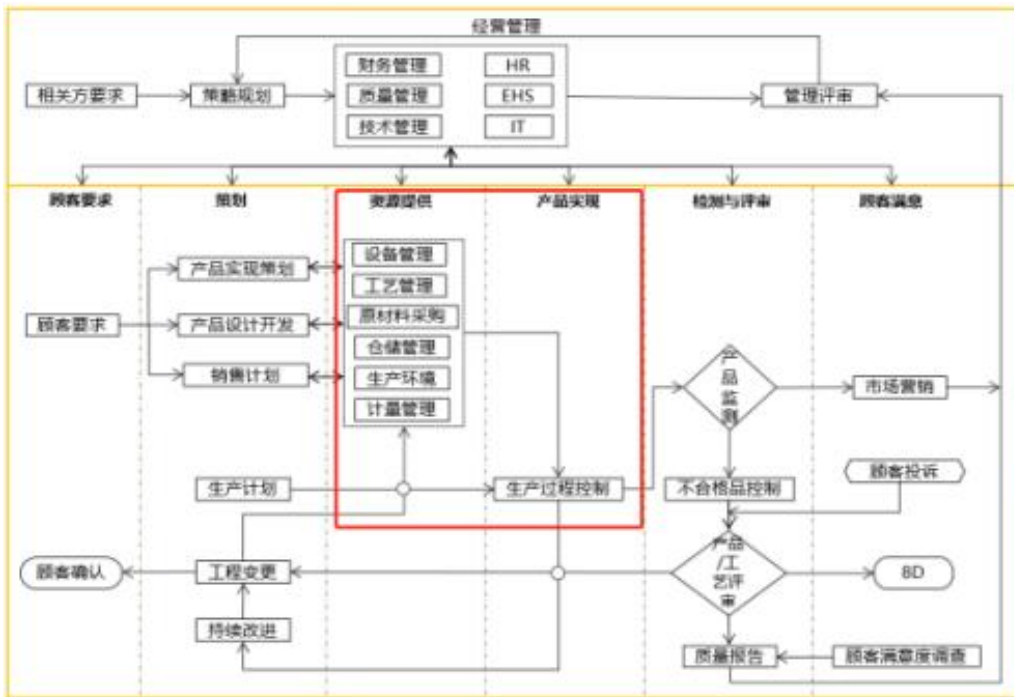 经营管理
财务管理
HR
相关方要求
策略规划
质量管理
EHS
管理评审
技术管理
IT
顾客要求
策划
资源提供
产品实现
检测与评审
顾客满意
设备管理
产品实现策划
工艺管理
原材料采购
顾客要求
产品设计开发
仓储管理
销售计划
生产环境
计量管理
产品监测
市场营销
生产计划
生产过程控制
不合格品控制
顾客投诉
顾客确认
工程变更
产品/工艺评审
8D
持续改进
质量报告
顾客满意度调查